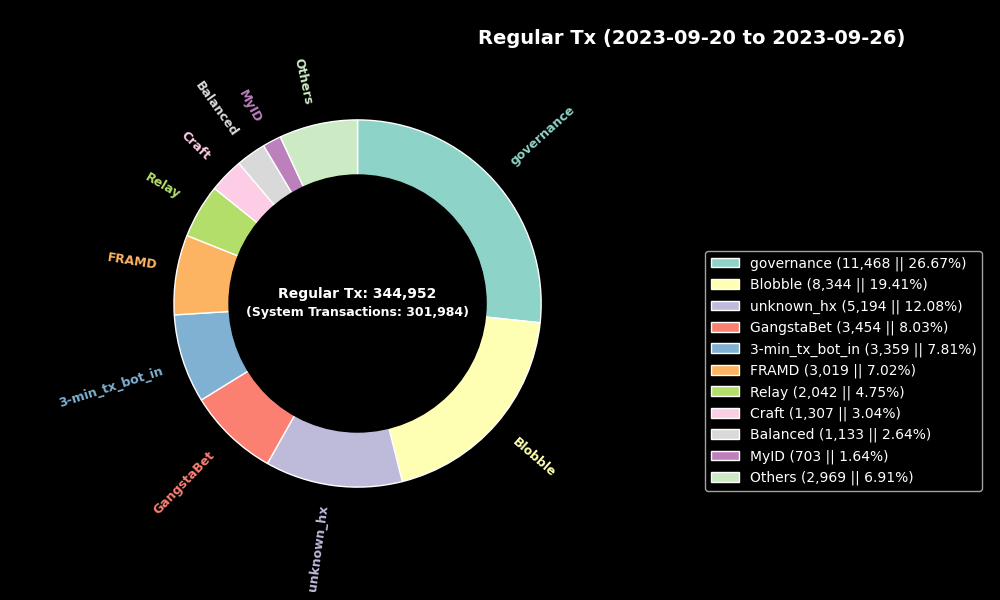 Regular Tx (2023-09-20 to 2023-09-26)
Others
MyID
Balanced
Craft
Relay
FRAMD
3-min_tx_bot_in
GangstaBet
unknown_hx
Blobble
governance
Regular Tx: 344,952
(System Transactions: 301,984)
governance (11,468 || 26.67%)
Blobble (8,344 || 19.41%)
unknown_hx (5,194 || 12.08%)
GangstaBet (3,454 || 8.03%)
3-min_tx_bot_in (3,359 || 7.81%)
FRAMD (3,019 || 7.02%)
Relay (2,042 || 4.75%)
Craft (1,307 || 3.04%)
Balanced (1,133 || 2.64%)
MyID (703 || 1.64%)
Others (2,969 || 6.91%)